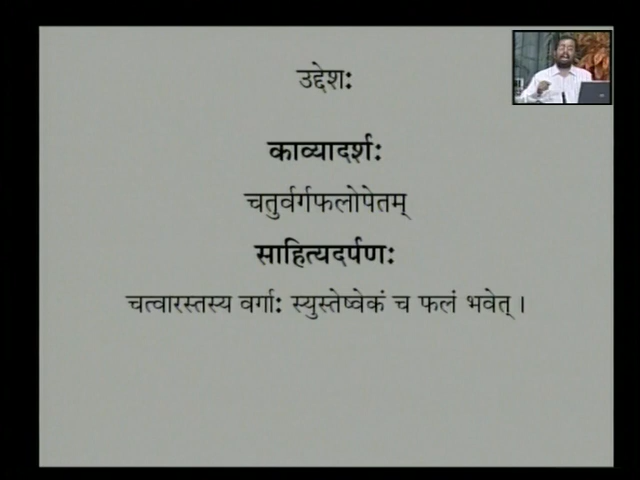 उद्देशः
काव्यादर्शः
चतुर्वर्गफलोपेतम्
साहित्यदर्पणः
चत्वारस्तस्य वर्गाः स्युस्तेष्वेकं च फलं भवेत् ।